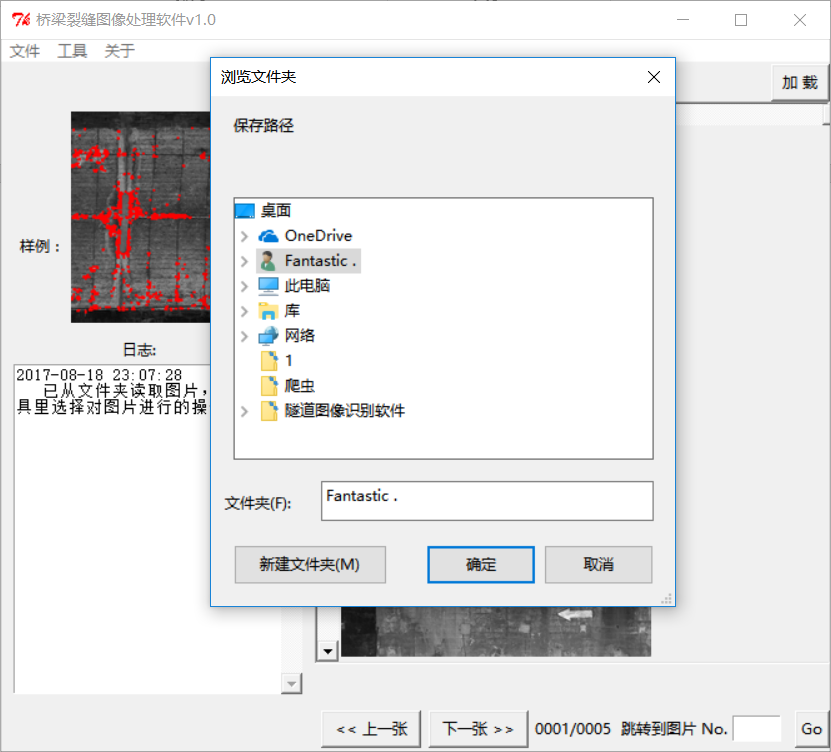 桥梁裂缝图像处理软件v1.0
文件 工具 关于
加 载
浏览文件夹
保存路径
桌面
OneDrive
Fantastic .
此电脑
库
网络
1
爬虫
隧道图像识别软件
文件夹(F):
Fantastic .
新建文件夹(M)
确定
取消
样例：
日志:
2017-08-18 23:07:28
已从文件夹读取图片，
具里选择对图片进行的操
<< 上一张
下一张 >>
0001/0005 跳转到图片 No.
Go